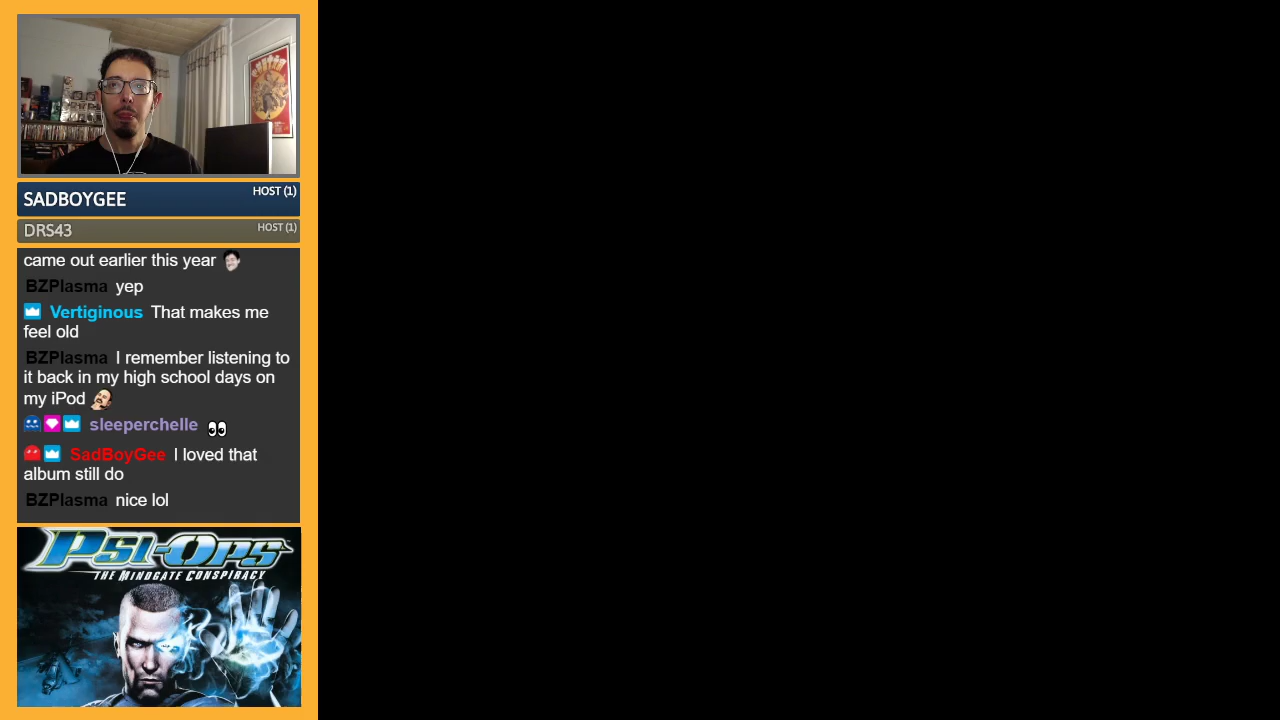 SADBOYGEE
HOST (1)
DRS43
HOST (1)
came out earlier this year
BZPlasma yep
Vertiginous That makes me
feel old
BZPlasma I remember listening to
it back in my high school days on
my iPod
sleeperchelle
SadBoyGee I loved that
album still do
BZPlasma nice lol
PSI-OPS
THE MINDGATE CONSPIRACY